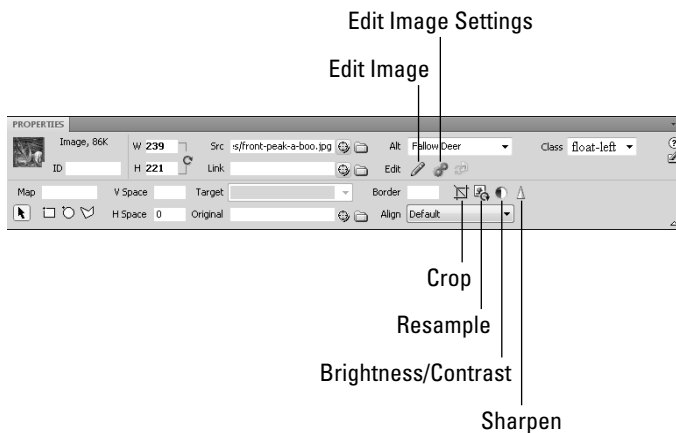 Edit Image Settings
Edit Image
PROPERTIES
Image, 86K W 239 Src :s/front-peak-a-boo.jpg Alt Fallow Deer Class float-left
ID H 221 Link Edit
Map V Space Target Border
H Space 0 Original Align Default
Crop
Resample
Brightness/Contrast
Sharpen